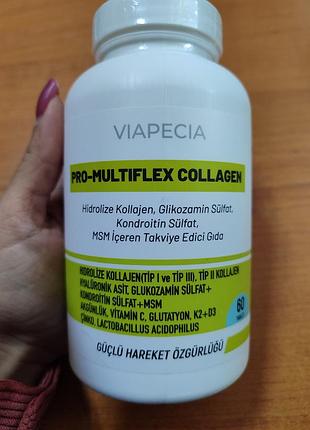 VIAPECIA
PRO-MULTIFLEX COLLAGEN
Hidrolize Kollajen, Glikozamin Sülfat,
Kondroitin Sülfat,
MSM İçeren Takviye Edici Gıda
HİDROLİZE KOLLAJEN(TİP I ve TİP III), TİP II KOLLAJEN
HYALÜRONİK ASİT, GLUKOZAMİN SÜLFAT+
KONDROİTİN SÜLFAT+MSM
AKGÜNLÜK, VİTAMİN C, GLUTATYON, K2+D3
ÇİNKO, LACTOBACILLUS ACIDOPHILUS
60
GÜÇLÜ HAREKET ÖZGÜRLÜĞÜ